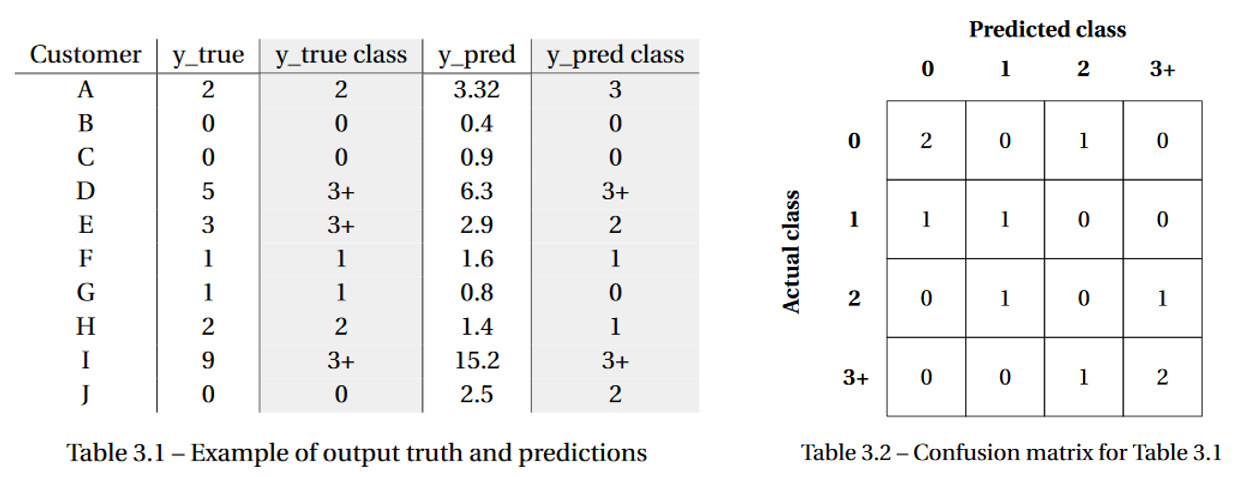 Customer y_true y_true class y_pred y_pred class
A 2 2 3.32 3
B 0 0 0.4 0
C 0 0 0.9 0
D 5 3+ 6.3 3+
E 3 3+ 2.9 2
F 1 1 1.6 1
G 1 1 0.8 0
H 2 2 1.4 1
I 9 3+ 15.2 3+
J 0 0 2.5 2
Table 3.1 – Example of output truth and predictions
Predicted class
0 1 2 3+
Actual class
0 2 0 1 0
1 1 1 0 0
2 0 1 0 1
3+ 0 0 1 2
Table 3.2 – Confusion matrix for Table 3.1